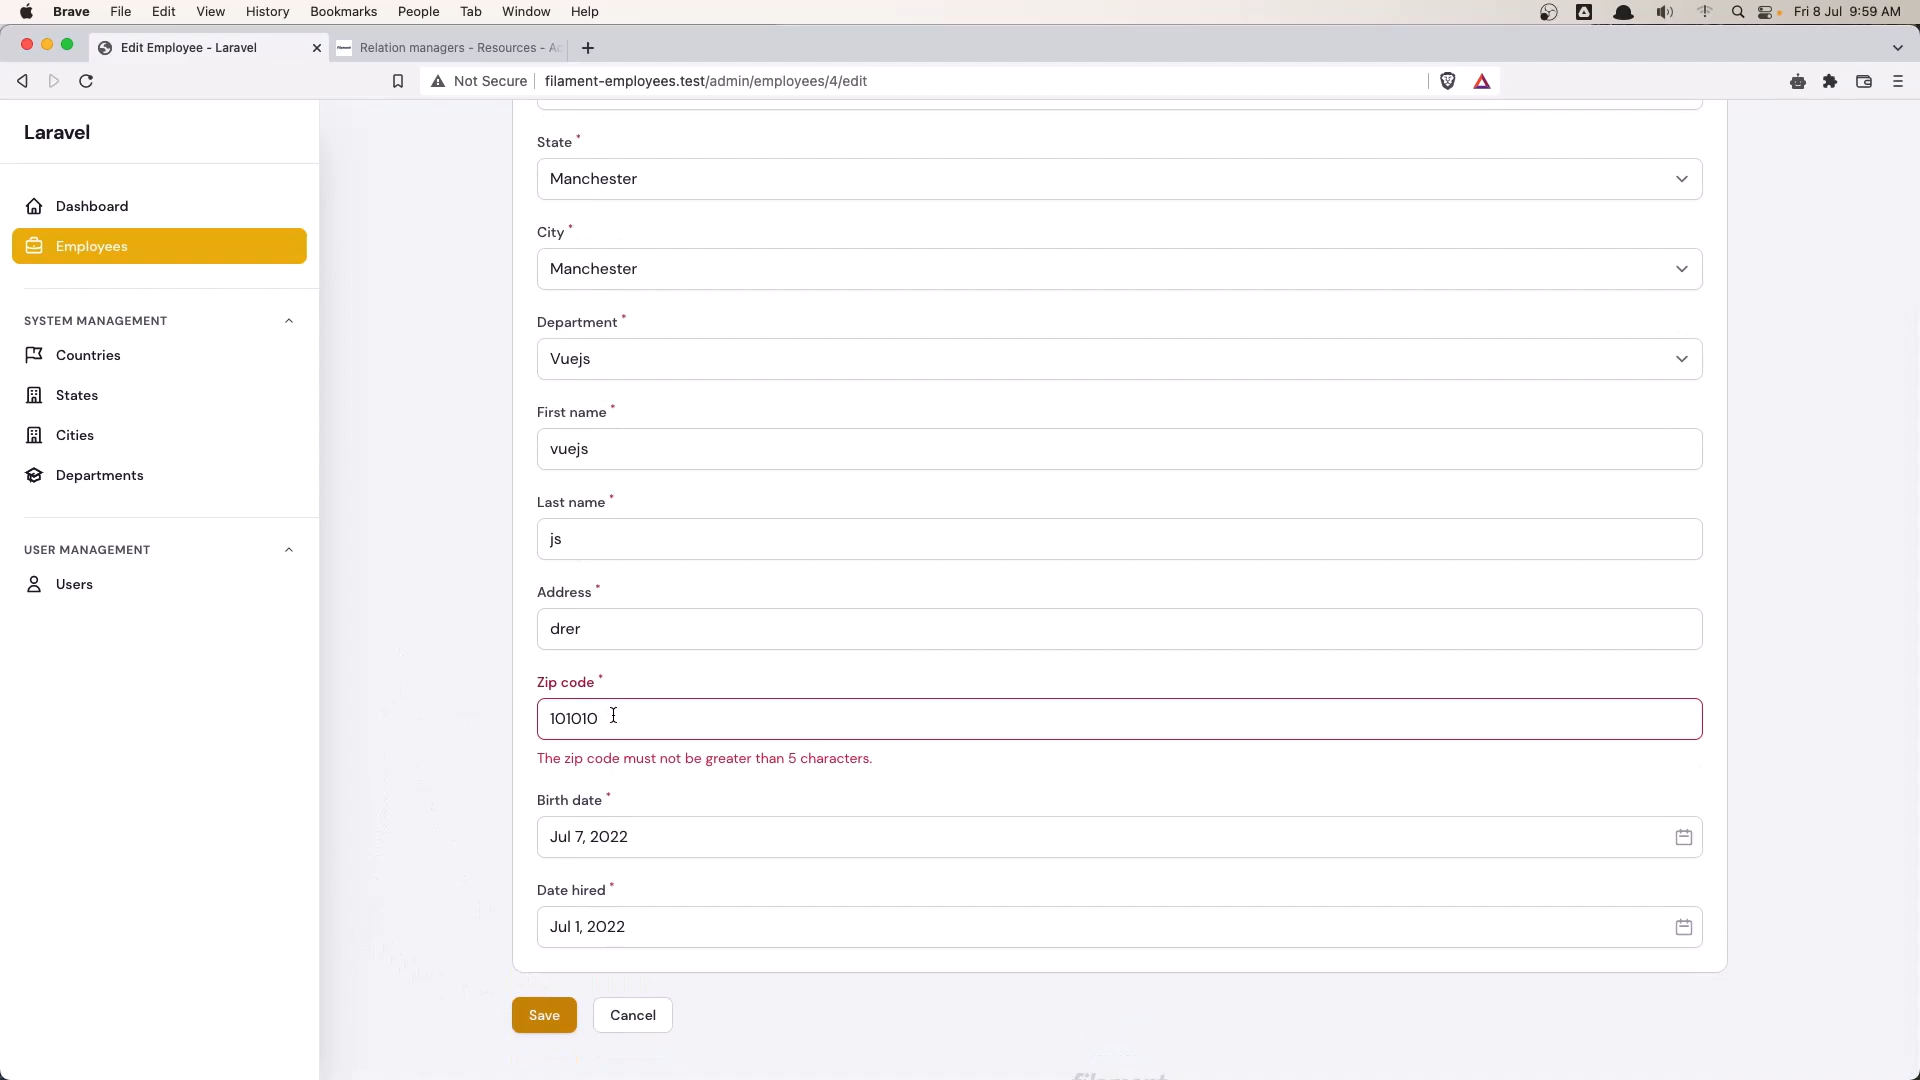 Brave File Edit View History Bookmarks People Tab Window Help Fri 8 Jul 9:59 AM
Edit Employee - Laravel Relation managers - Resources - Ad
Not Secure filament-employees.test/admin/employees/4/edit
Laravel
Dashboard
Employees
SYSTEM MANAGEMENT
Countries
States
Cities
Departments
USER MANAGEMENT
Users
State *
Manchester
City *
Manchester
Department *
Vuejs
First name *
vuejs
Last name *
js
Address *
drer
Zip code *
101010
The zip code must not be greater than 5 characters.
Birth date *
Jul 7, 2022
Date hired *
Jul 1, 2022
Save Cancel
filament